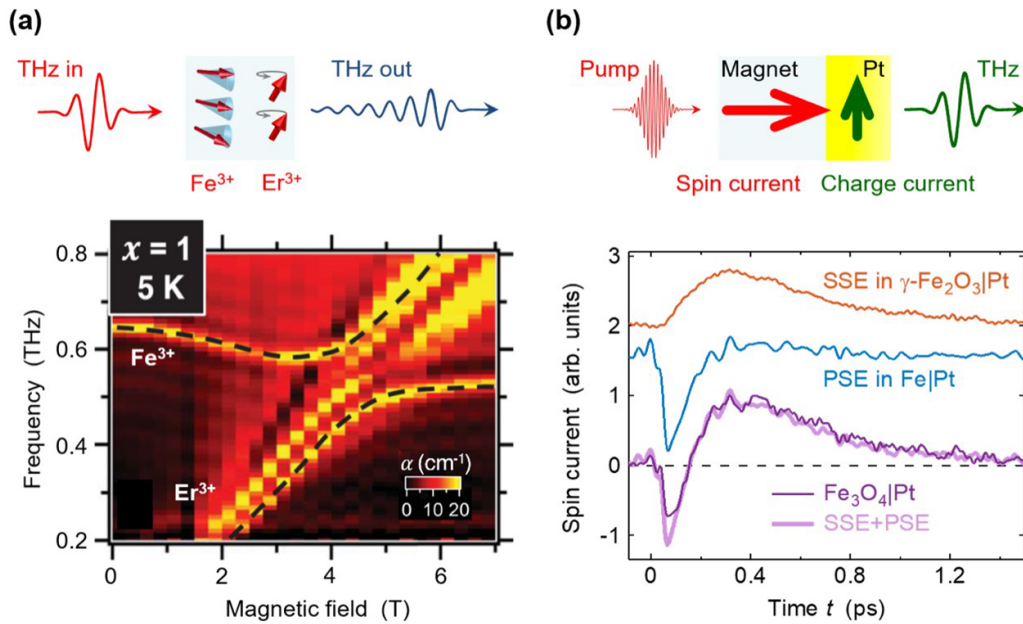 (a)
THz in
THz out
Fe³⁺
Er³⁺
x = 1
5 K
Fe³⁺
Er³⁺
α (cm⁻¹)
0 10 20
0.8
0.6
0.4
0.2
Frequency (THz)
0 2 4 6
Magnetic field (T)
(b)
Pump
Magnet
Pt
THz
Spin current
Charge current
3
2
1
0
-1
Spin current (arb. units)
SSE in γ-Fe₂O₃|Pt
PSE in Fe|Pt
Fe₃O₄|Pt
SSE+PSE
0 0.4 0.8 1.2
Time t (ps)